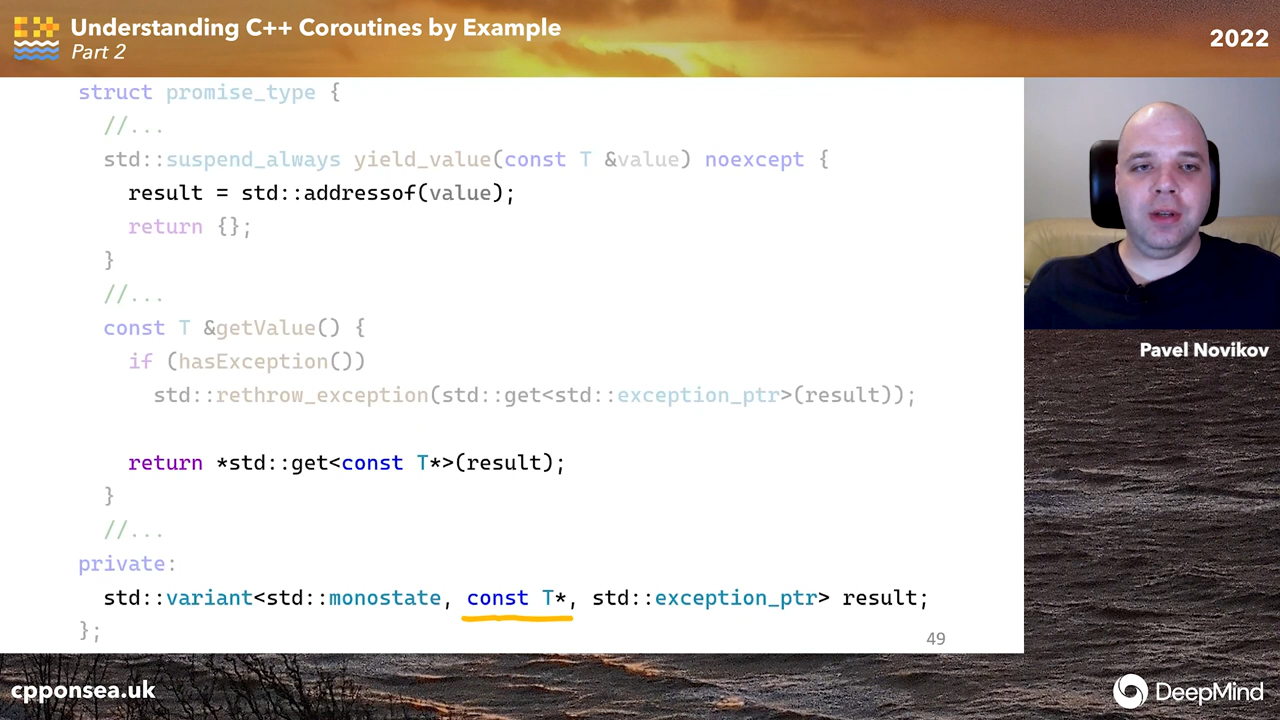 Understanding C++ Coroutines by Example
Part 2
2022
struct promise_type {
//...
std::suspend_always yield_value(const T &value) noexcept {
result = std::addressof(value);
return {};
}
//...
const T &getValue() {
if (hasException())
std::rethrow_exception(std::get<std::exception_ptr>(result));
return *std::get<const T*>(result);
}
//...
private:
std::variant<std::monostate, const T*, std::exception_ptr> result;
};
49
Pavel Novikov
cpponsea.uk
DeepMind